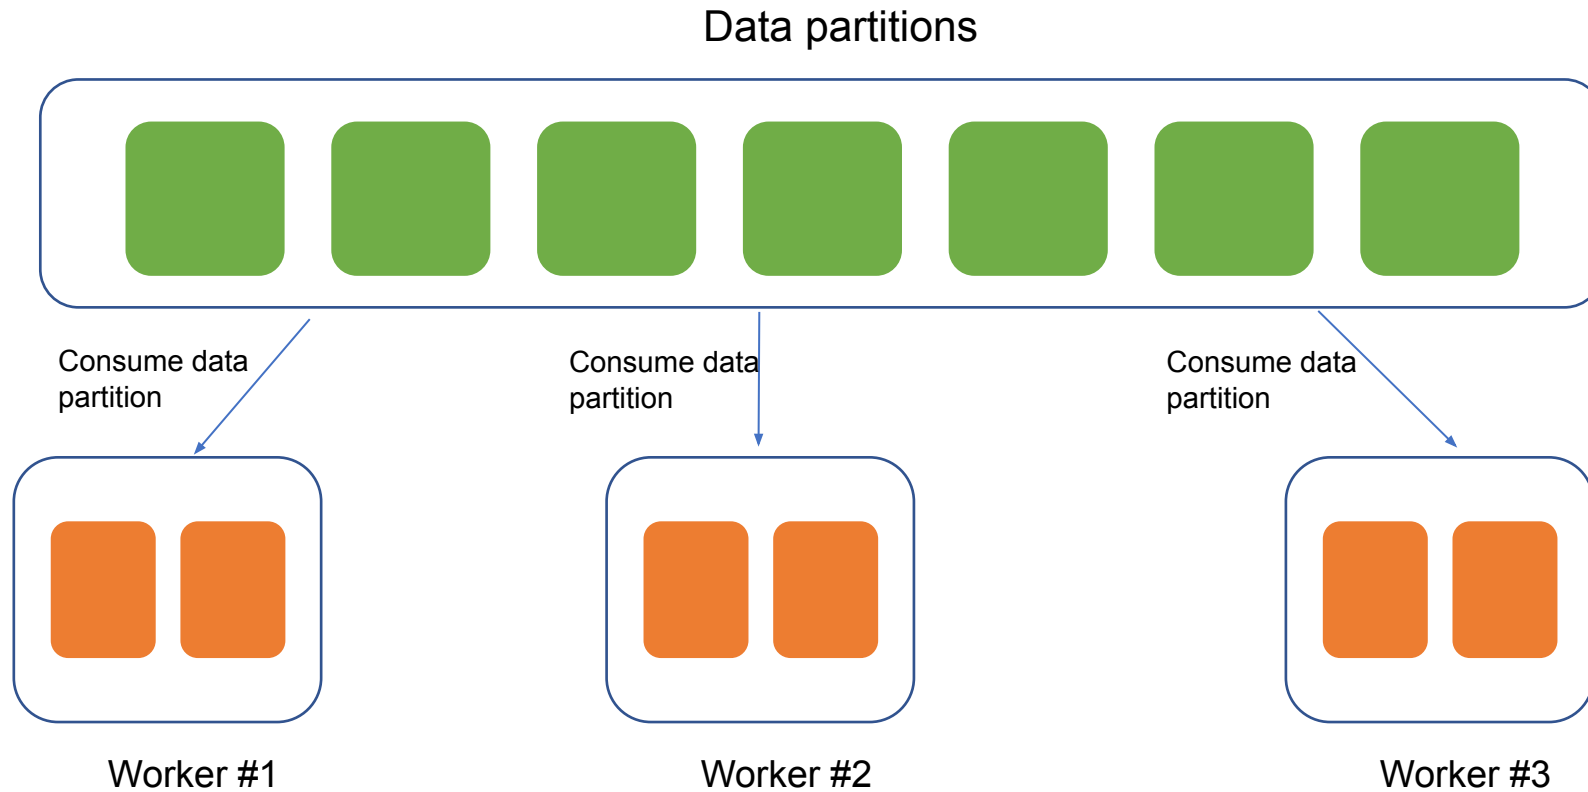 Data partitions
Consume data
partition
Consume data
partition
Consume data
partition
Worker #1
Worker #2
Worker #3